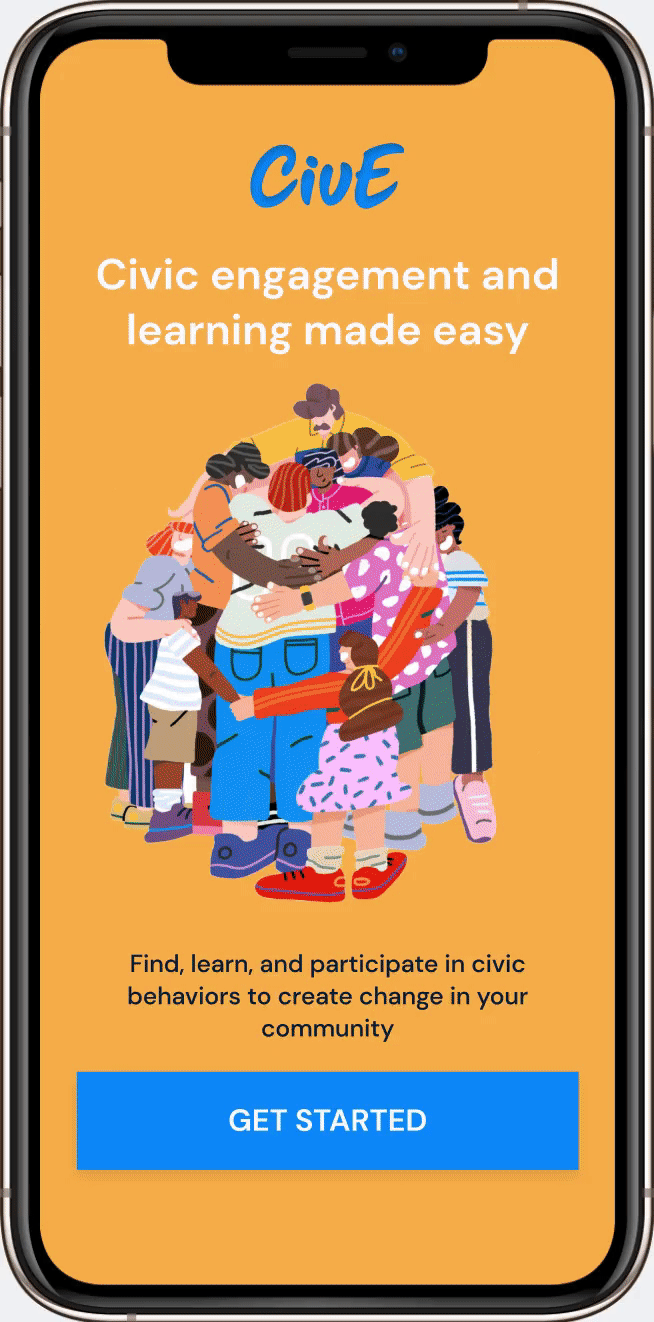 CivE
Civic engagement and
learning made easy
Find, learn, and participate in civic
behaviors to create change in your
community
GET STARTED